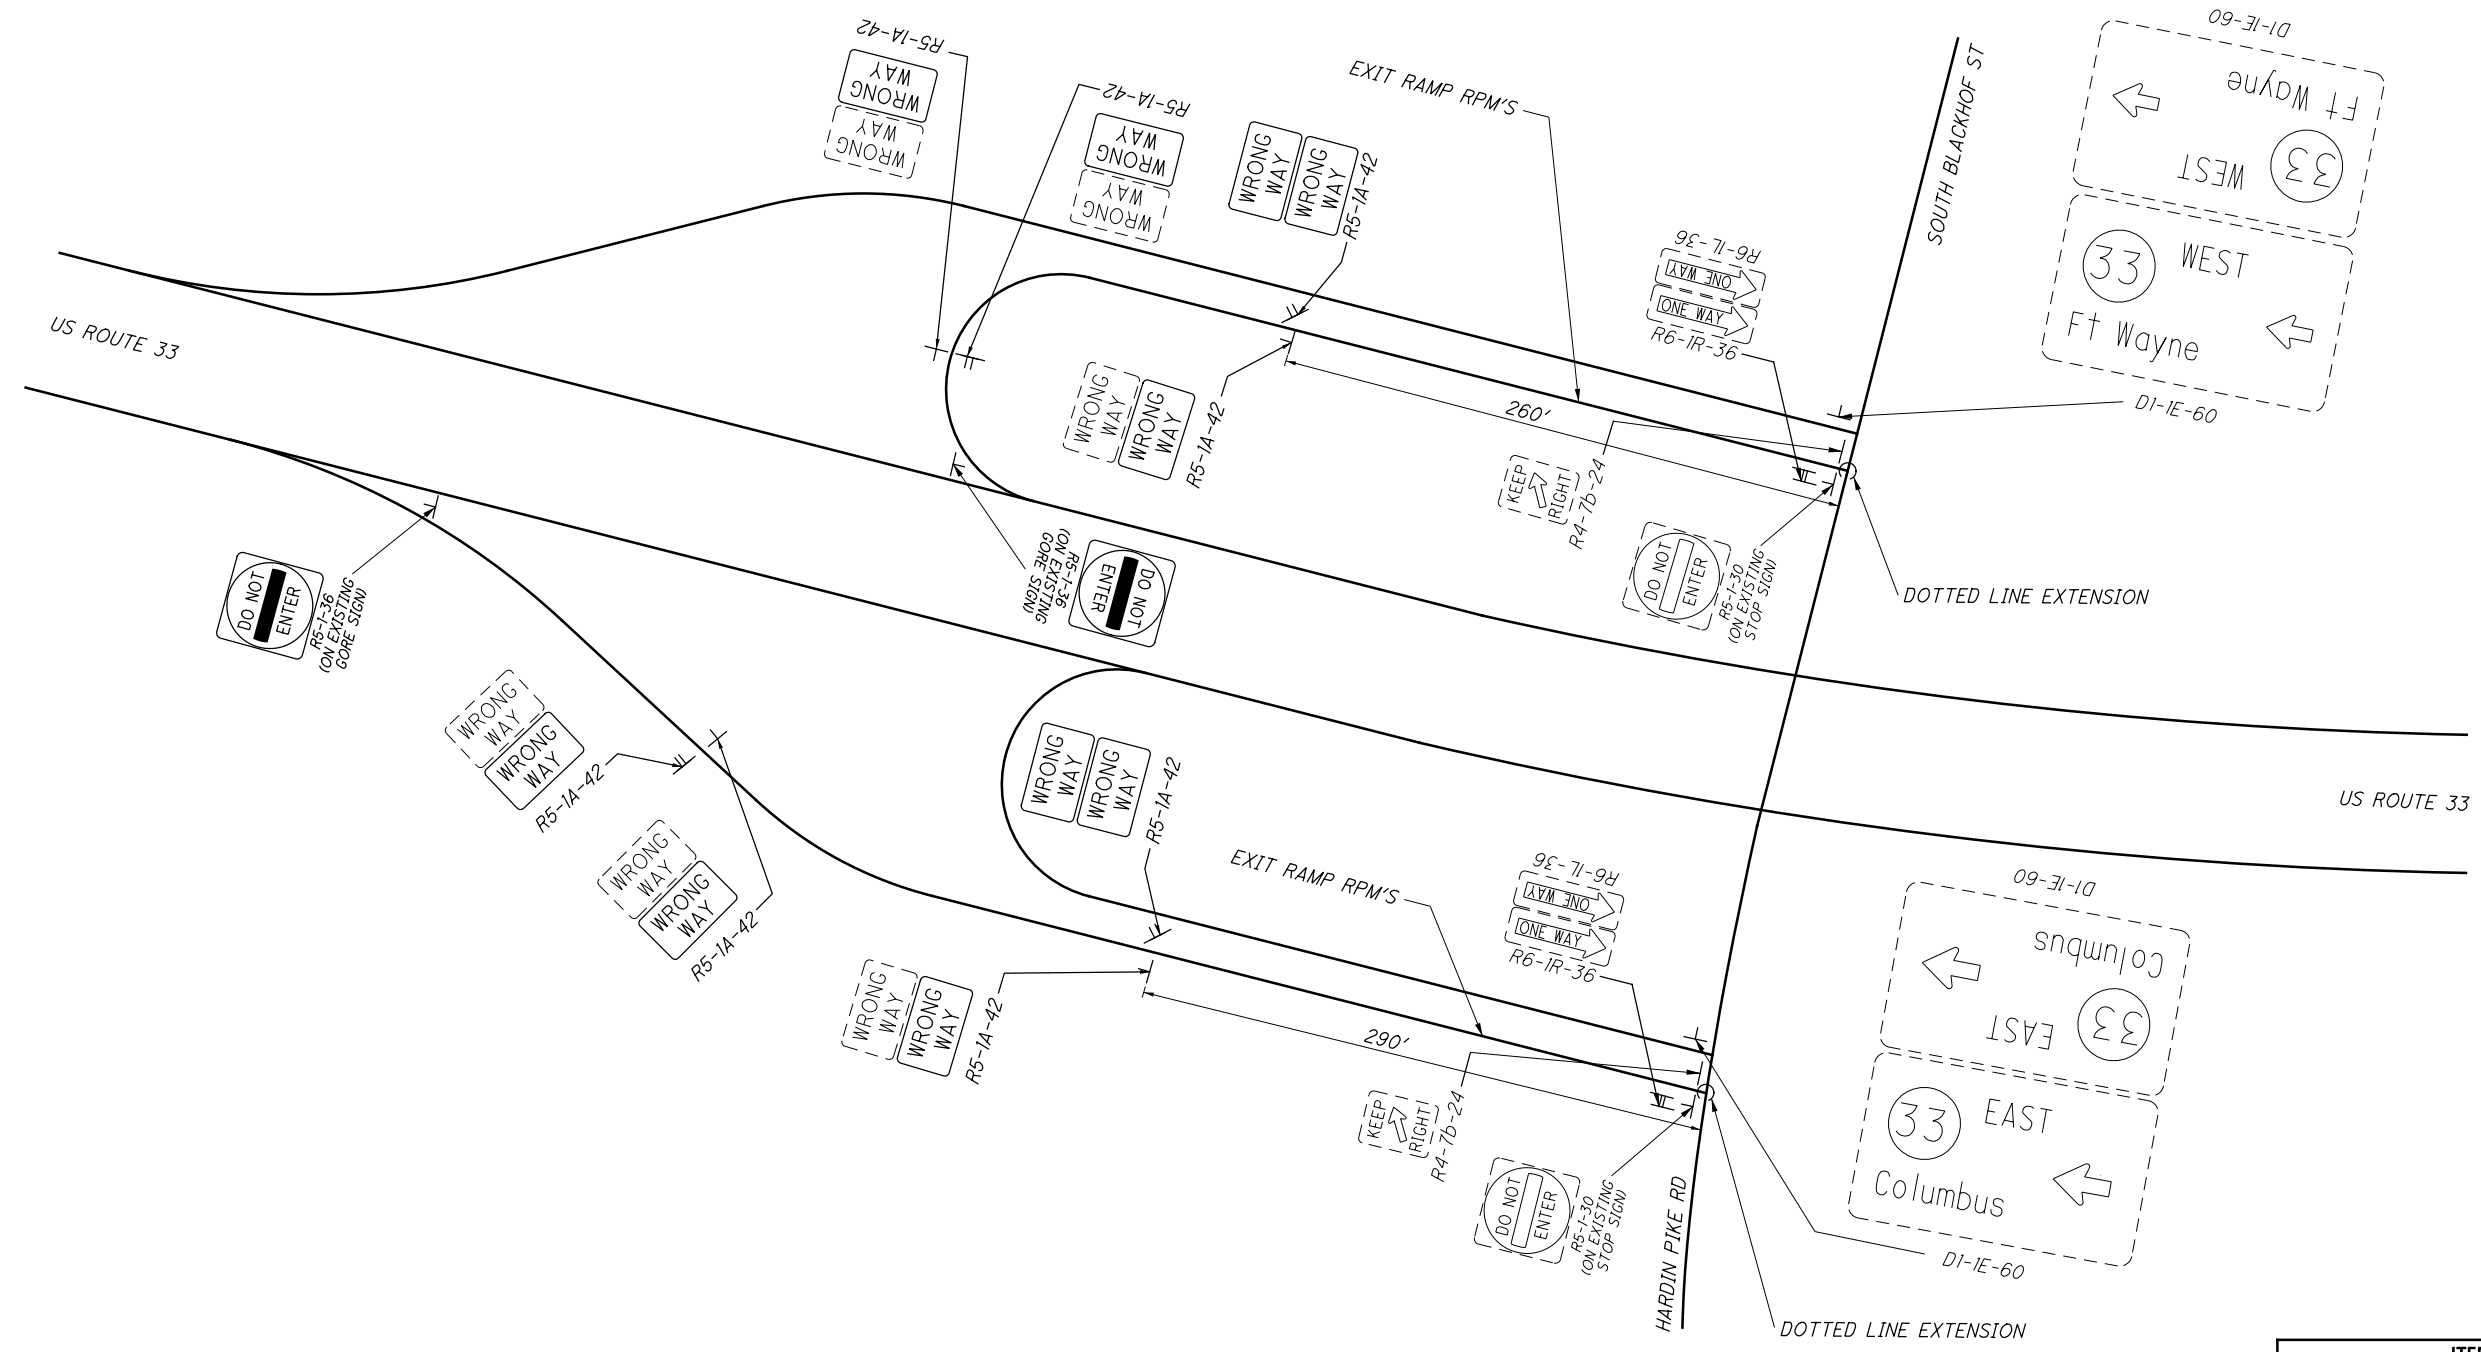 R5-1A-42
WRONG
WAY
WRONG
WAY
R5-1A-42
WRONG
WAY
WRONG
WAY
WRONG
WAY
WRONG
WAY
R5-1A-42
EXIT RAMP RPM'S
SOUTH BLACKHOF ST
D1-1E-60
Ft Wayne
WEST
33
33
WEST
Ft Wayne
D1-1E-60
R6-1L-36
ONE WAY
ONE WAY
R6-1R-36
US ROUTE 33
WRONG
WAY
WRONG
WAY
R5-1A-42
260'
KEEP
RIGHT
R4-7b-24
DO NOT
ENTER
R5-1-30
(ON EXISTING
STOP SIGN)
DOTTED LINE EXTENSION
DO NOT
ENTER
R5-1-36
(ON EXISTING
GORE SIGN)
DO NOT
ENTER
R5-1-36
(ON EXISTING
GORE SIGN)
WRONG
WAY
WRONG
WAY
R5-1A-42
WRONG
WAY
WRONG
WAY
R5-1A-42
WRONG
WAY
WRONG
WAY
R5-1A-42
US ROUTE 33
EXIT RAMP RPM'S
R6-1L-36
ONE WAY
ONE WAY
R6-1R-36
D1-1E-60
Columbus
EAST
33
33
EAST
Columbus
D1-1E-60
WRONG
WAY
WRONG
WAY
R5-1A-42
290'
KEEP
RIGHT
R4-7b-24
DO NOT
ENTER
R5-1-30
(ON EXISTING
STOP SIGN)
HARDIN PIKE RD
DOTTED LINE EXTENSION